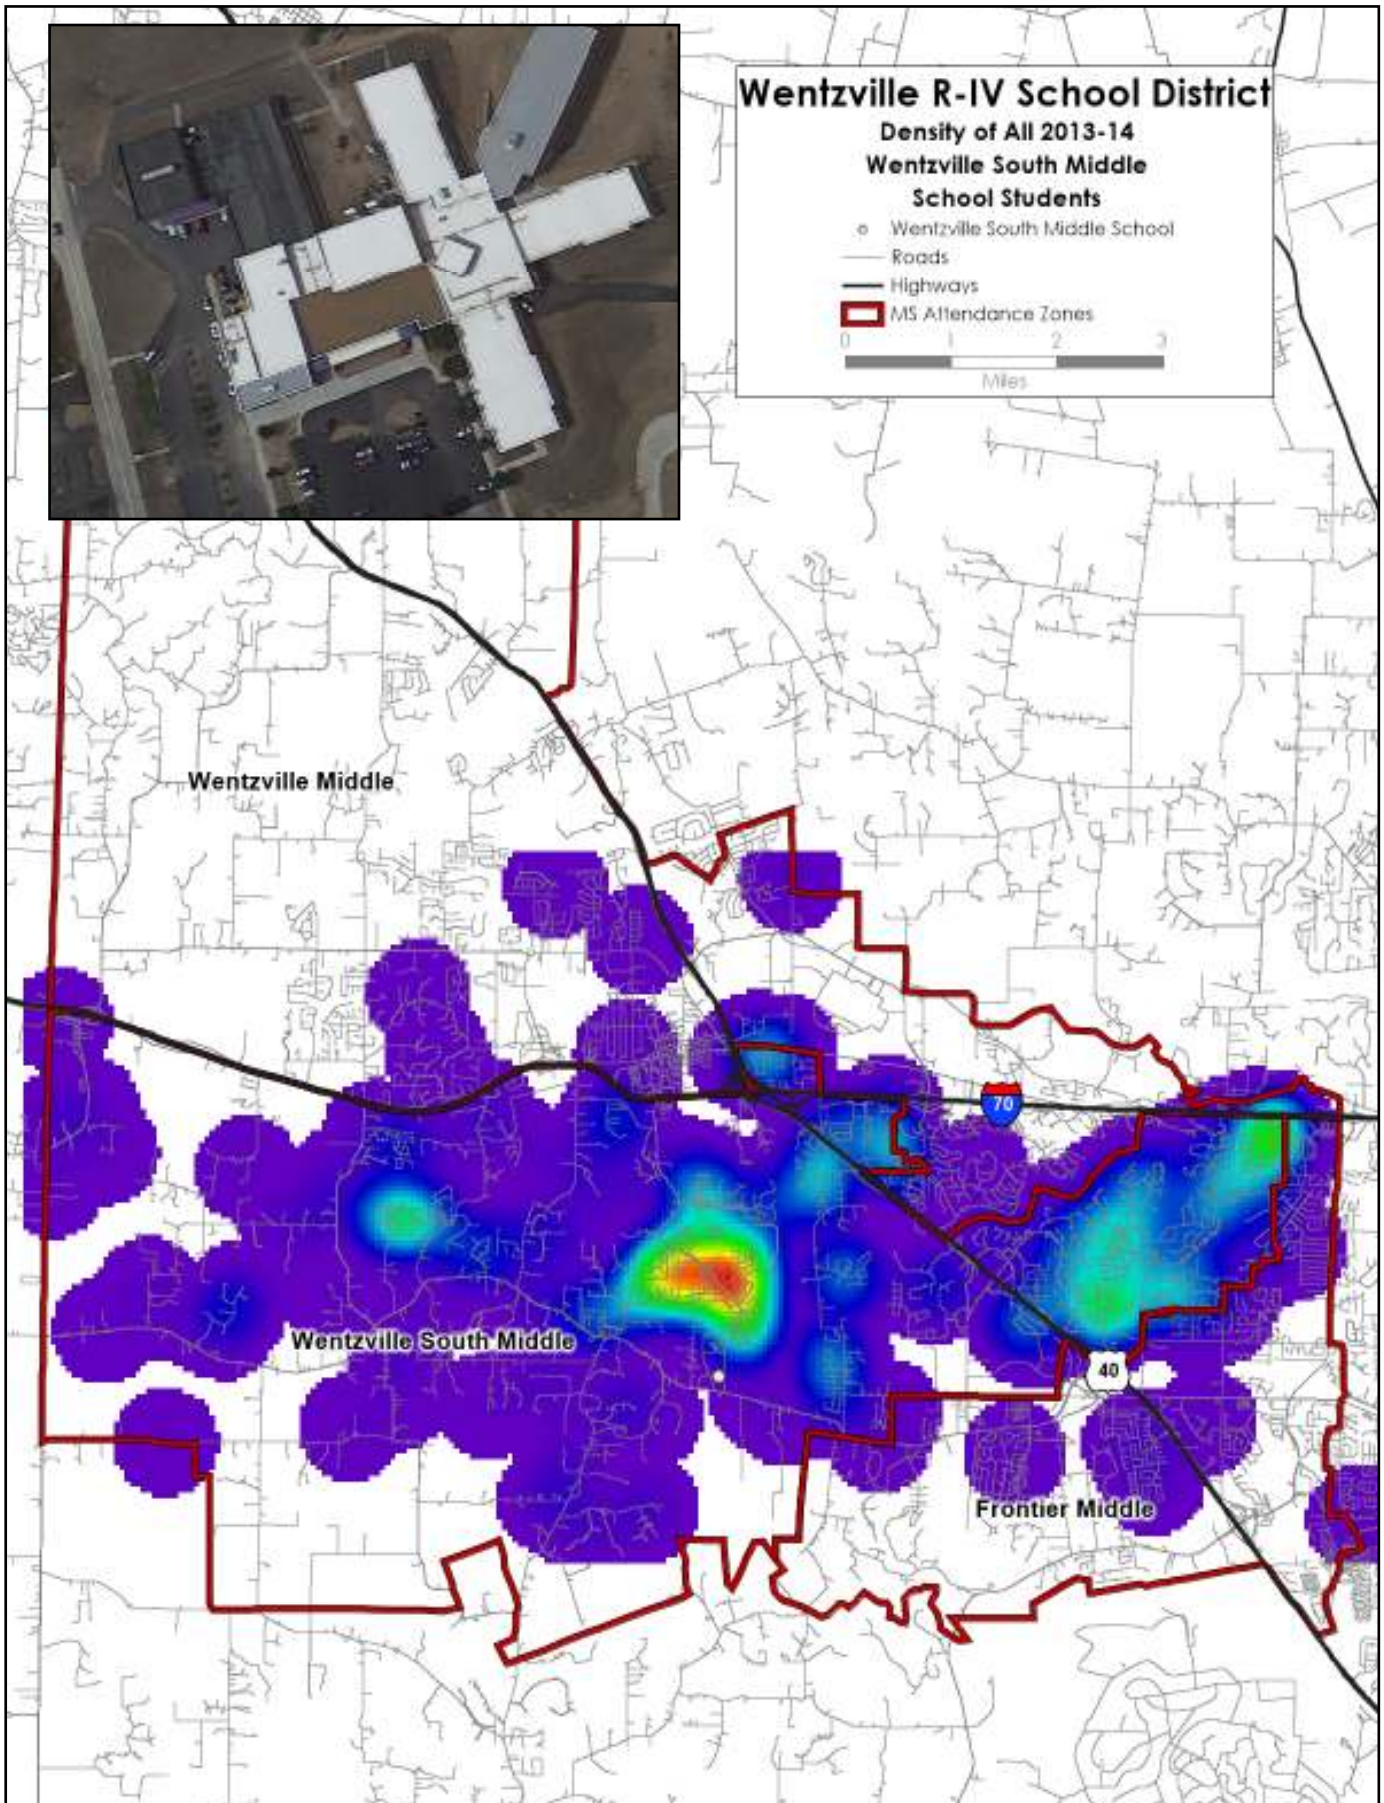 Wentzville R-IV School District
Density of All 2013-14
Wentzville South Middle
School Students
Wentzville South Middle School
Roads
Highways
MS Attendance Zones
0 1 2 3
Miles
Wentzville Middle
70
Wentzville South Middle
40
Frontier Middle